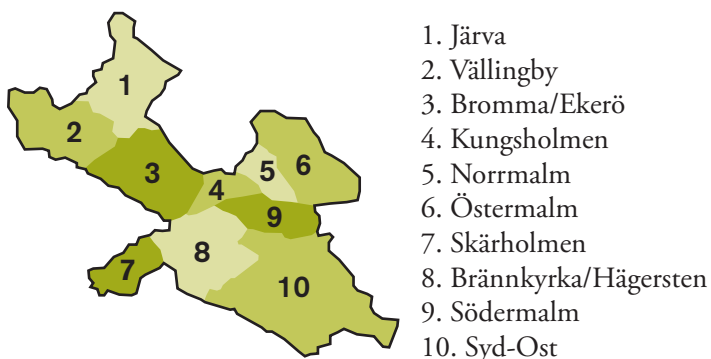 1
2
3
4
5
6
7
8
9
10
1. Järva
2. Vällingby
3. Bromma/Ekerö
4. Kungsholmen
5. Norrmalm
6. Östermalm
7. Skärholmen
8. Brännkyrka/Hägersten
9. Södermalm
10. Syd-Ost